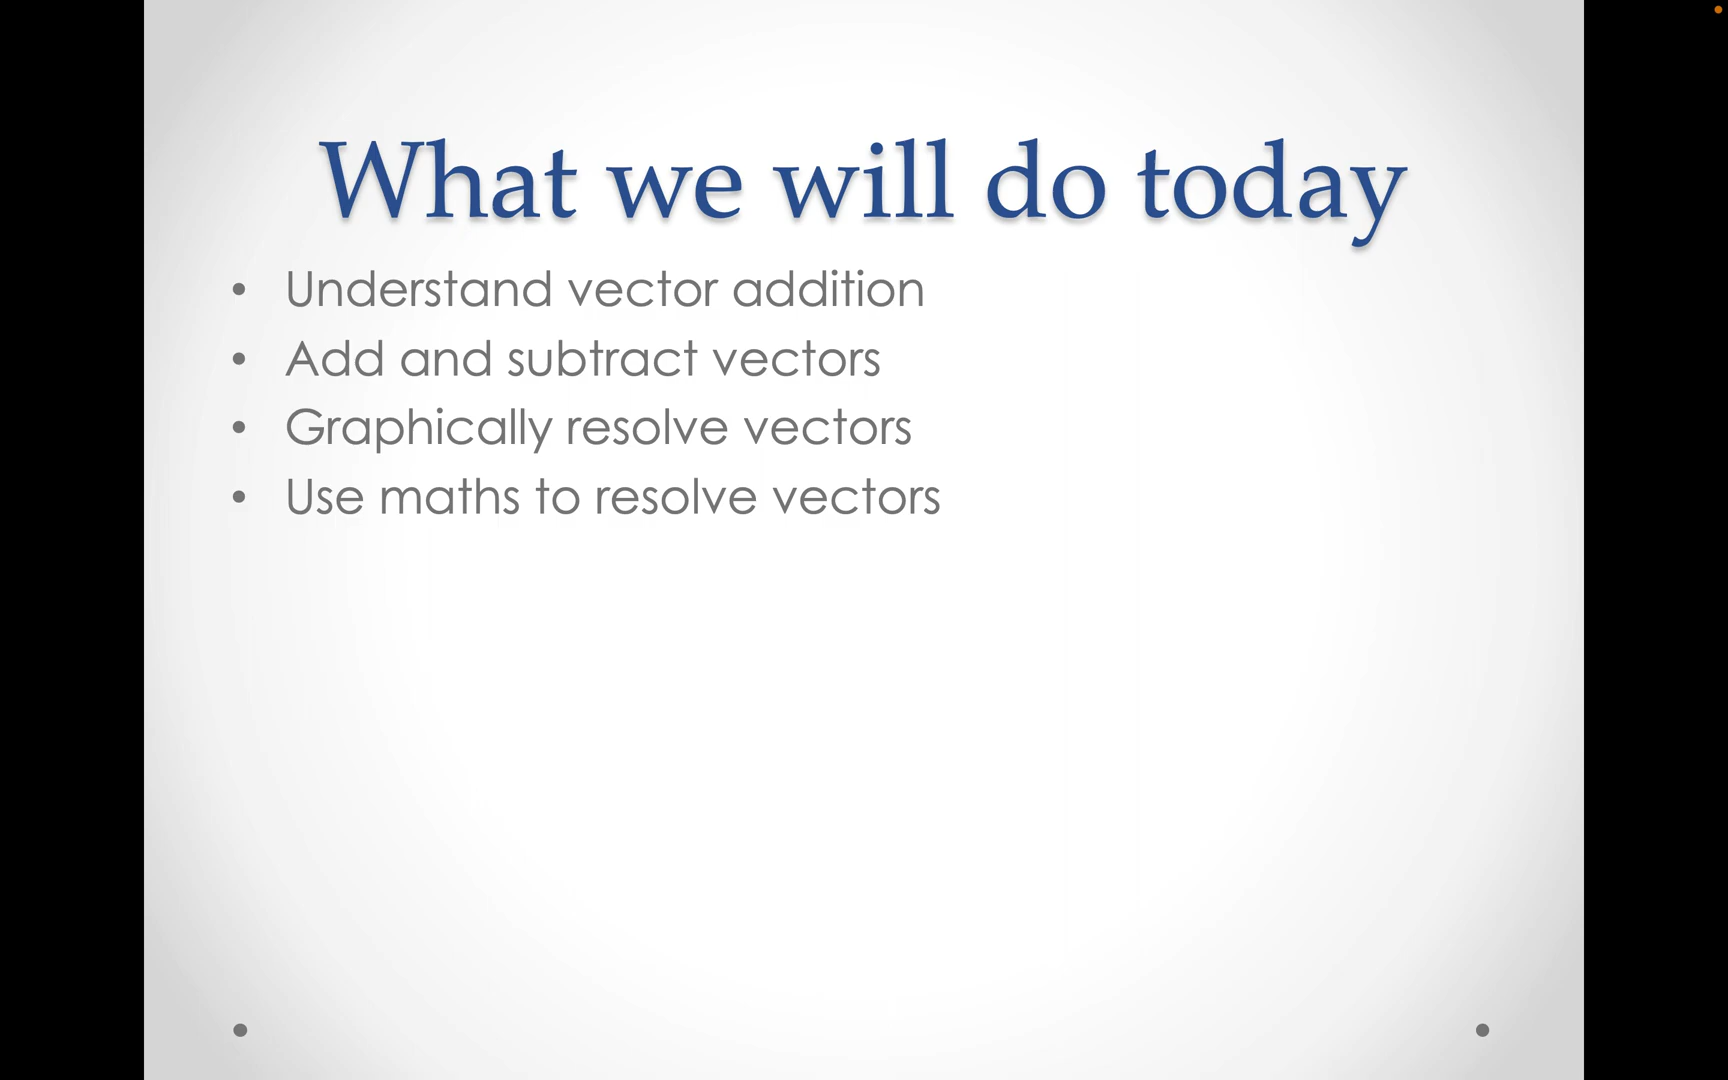 What we will do today
• Understand vector addition
• Add and subtract vectors
• Graphically resolve vectors
• Use maths to resolve vectors